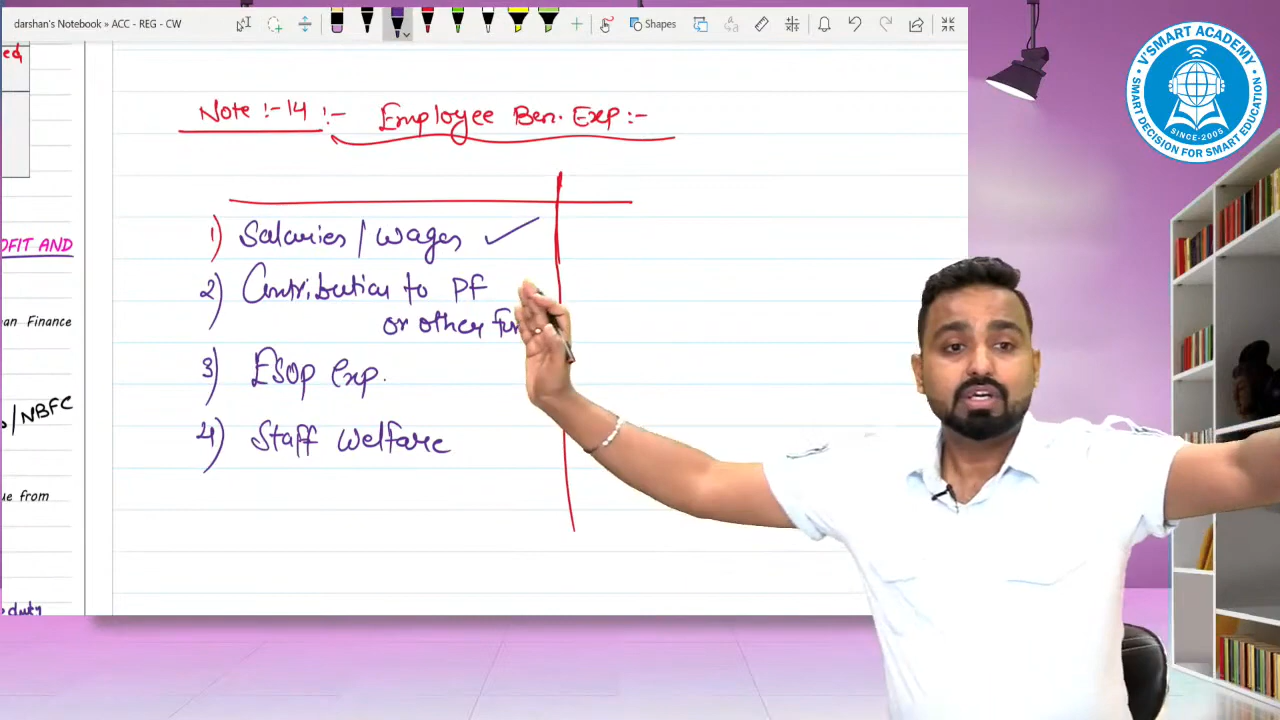 darshan's Notebook » ACC - REG - CW
Shapes
ed,
Note :- 14 :- Employee Ben. Exp :-
1) Salaries / wages ✓
2) Contribution to PF
or other
3) ESOP exp.
4) Staff welfare
OFIT AND
an Finance
s/NBFC
ue from
duty
V'SMART ACADEMY
SINCE-2005
SMART DECISION FOR SMART EDUCATION